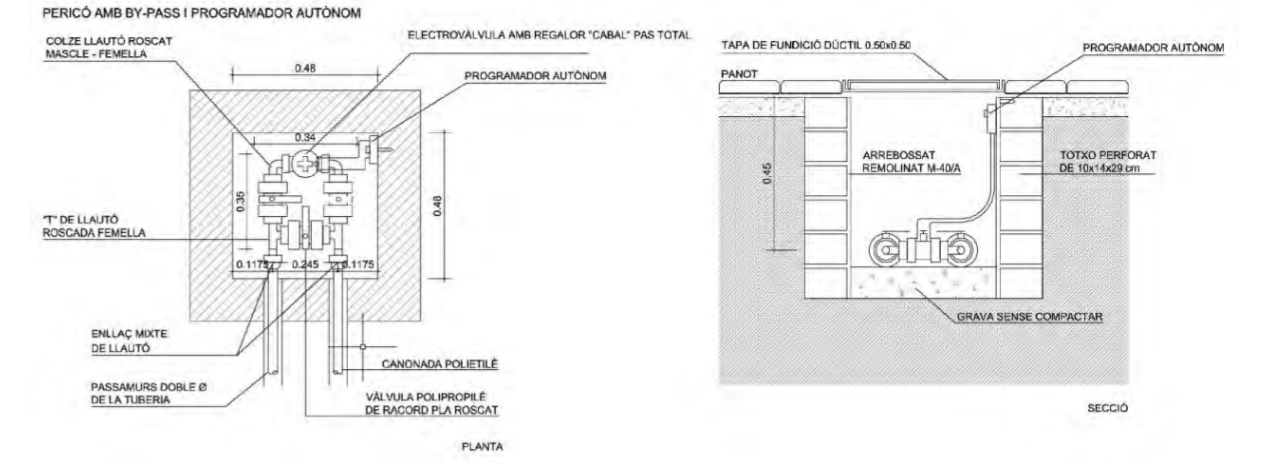 PERICÓ AMB BY-PASS I PROGRAMADOR AUTÒNOM
COLZE LLAUTÓ ROSCAT
MASCLE - FEMELLA
ELECTROVÀLVULA AMB REGALOR "CABAL" PAS TOTAL
0.48
PROGRAMADOR AUTÒNOM
0.34
0.35
0.48
"T" DE LLAUTÓ
ROSCADA FEMELLA
0.1175
0.245
0.1175
ENLLAÇ MIXTE
DE LLAUTÓ
CANONADA POLIETILÈ
PASSAMURS DOBLE Ø
DE LA TUBERIA
VÀLVULA POLIPROPILÈ
DE RACORD PLA ROSCAT
PLANTA
TAPA DE FUNDICIÓ DÚCTIL 0.50x0.50
PROGRAMADOR AUTÒNOM
PANOT
ARREBOSSAT
REMOLINAT M-40/A
TOTXO PERFORAT
DE 10x14x29 cm
0.45
GRAVA SENSE COMPACTAR
SECCIÓ